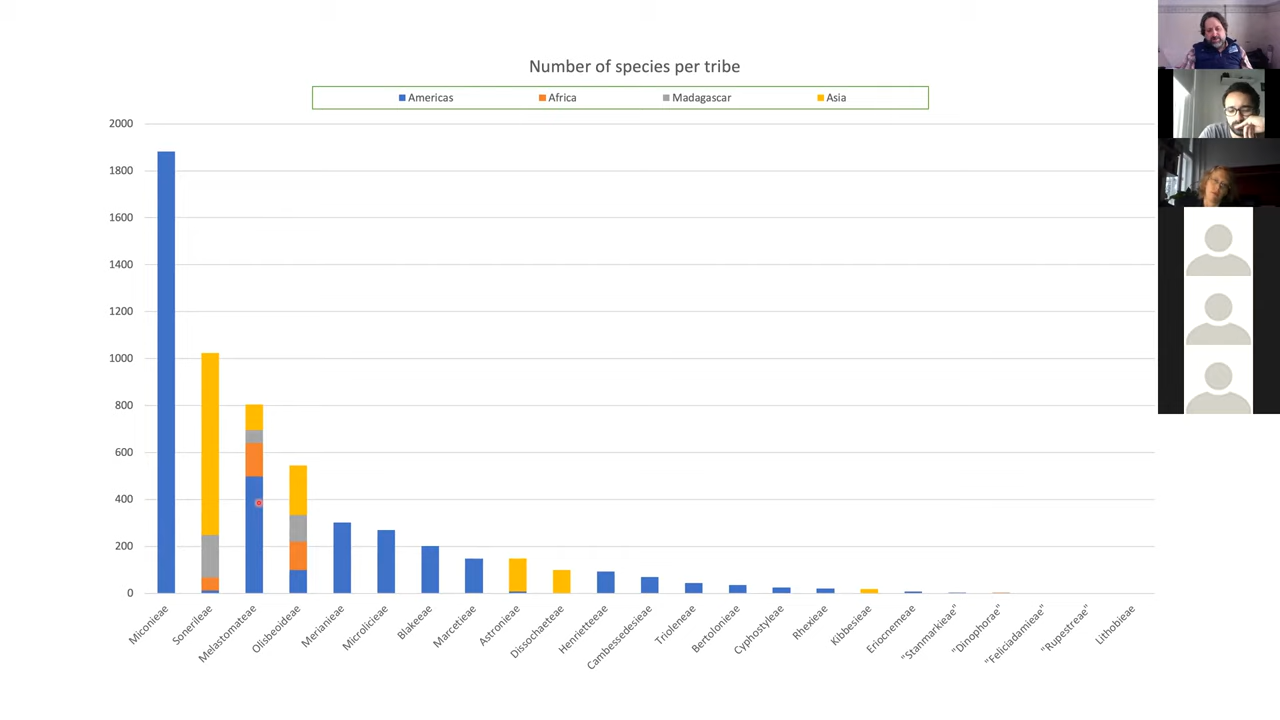 Number of species per tribe
Americas Africa Madagascar Asia
2000
1800
1600
1400
1200
1000
800
600
400
200
0
Miconieae
Sonerileae
Melastomateae
Olisbeoideae
Merianieae
Microlicieae
Blakeeae
Marcetieae
Astronieae
Dissochaeteae
Henrietteeae
Cambessedesieae
Trioleneae
Bertolonieae
Cyphostyleae
Rhexieae
Kibbesieae
Eriocnemeae
"Stanmarkieae"
"Dinophorae"
"Feliciadamieae"
"Rupestreae"
Lithobieae